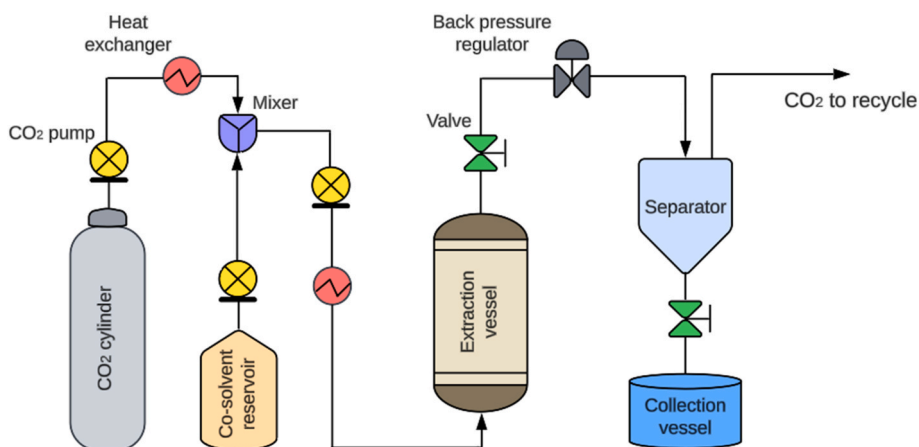 Heat
exchanger
CO2 pump
Mixer
CO2 cylinder
Co-solvent
reservoir
Back pressure
regulator
Valve
Extraction
vessel
CO2 to recycle
Separator
Collection
vessel